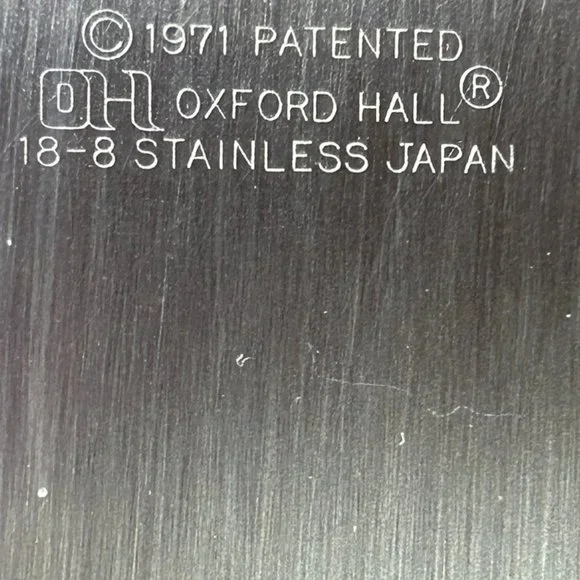 © 1971 PATENTED
OH OXFORD HALL®
18-8 STAINLESS JAPAN